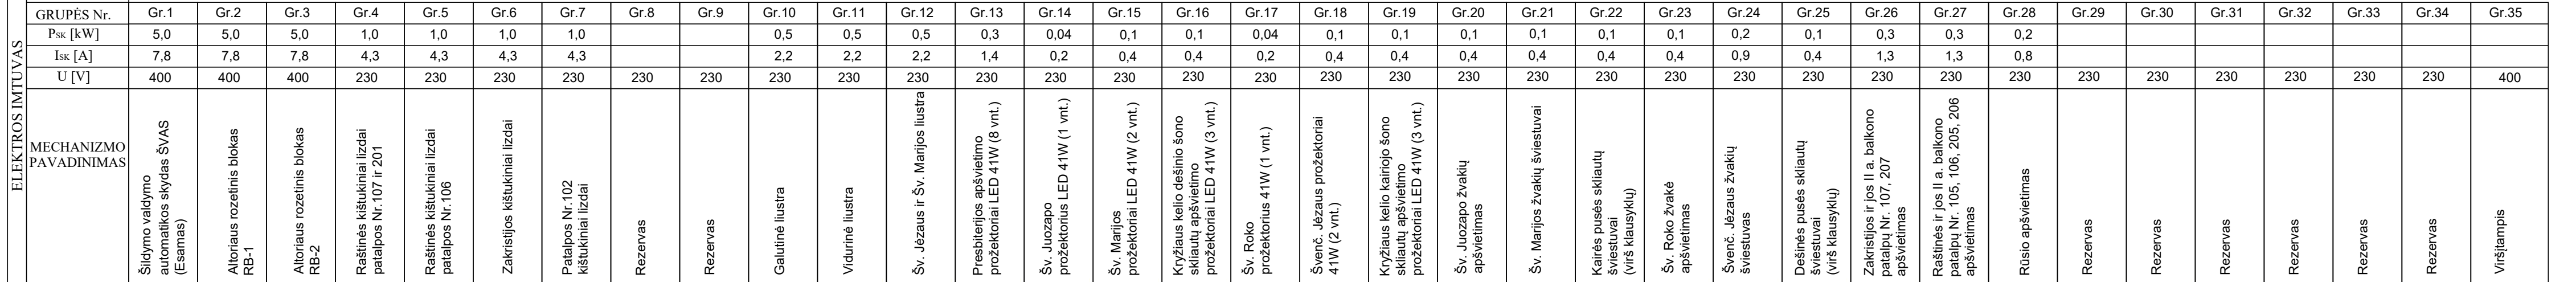 ELEKTROS IMTUVAS
GRUPĖS Nr. Gr.1 Gr.2 Gr.3 Gr.4 Gr.5 Gr.6 Gr.7 Gr.8 Gr.9 Gr.10 Gr.11 Gr.12 Gr.13 Gr.14 Gr.15 Gr.16 Gr.17 Gr.18 Gr.19 Gr.20 Gr.21 Gr.22 Gr.23 Gr.24 Gr.25 Gr.26 Gr.27 Gr.28 Gr.29 Gr.30 Gr.31 Gr.32 Gr.33 Gr.34 Gr.35
PSK [kW] 5,0 5,0 5,0 1,0 1,0 1,0 1,0 0,5 0,5 0,5 0,3 0,04 0,1 0,1 0,04 0,1 0,1 0,1 0,1 0,1 0,1 0,2 0,1 0,3 0,3 0,2
ISK [A] 7,8 7,8 7,8 4,3 4,3 4,3 4,3 2,2 2,2 2,2 1,4 0,2 0,4 0,4 0,2 0,4 0,4 0,4 0,4 0,4 0,4 0,9 0,4 1,3 1,3 0,8
U [V] 400 400 400 230 230 230 230 230 230 230 230 230 230 230 230 230 230 230 230 230 230 230 230 230 230 230 230 230 230 230 230 230 230 230 400
MECHANIZMO
PAVADINIMAS
Šildymo valdymo
automatikos skydas ŠVAS
(Esamas)
Altoriaus rozetinis blokas
RB-1
Altoriaus rozetinis blokas
RB-2
Raštinės kištukiniai lizdai
patalpos Nr.107 ir 201
Raštinės kištukiniai lizdai
patalpos Nr.106
Zakristijos kištukiniai lizdai
Patalpos Nr.102
kištukiniai lizdai
Rezervas
Rezervas
Galutinė liustra
Vidurinė liustra
Šv. Jėzaus ir Šv. Marijos liustra
Presbiterijos apšvietimo
prožektoriai LED 41W (8 vnt.)
Šv. Juozapo
prožektorius LED 41W (1 vnt.)
Šv. Marijos
prožektoriai LED 41W (2 vnt.)
Kryžiaus kelio dešinio šono
skliautų apšvietimo
prožektoriai LED 41W (3 vnt.)
Šv. Roko
prožektorius 41W (1 vnt.)
Švenč. Jėzaus prožektoriai
41W (2 vnt.)
Kryžiaus kelio kairiojo šono
skliautų apšvietimo
prožektoriai LED 41W (3 vnt.)
Šv. Juozapo žvakių
apšvietimas
Šv. Marijos žvakių šviestuvai
Kairės pusės skliautų
šviestuvai
(virš klausyklų)
Šv. Roko žvakė
apšvietimas
Švenč. Jėzaus žvakių
šviestuvas
Dešinės pusės skliautų
šviestuvai
(virš klausyklų)
Zakristijos ir jos II a. balkono
patalpų Nr. 107, 207
apšvietimas
Raštinės ir jos II a. balkono
patalpų Nr. 105, 106, 205, 206
apšvietimas
Rūsio apšvietimas
Rezervas
Rezervas
Rezervas
Rezervas
Rezervas
Rezervas
Viršįtampis